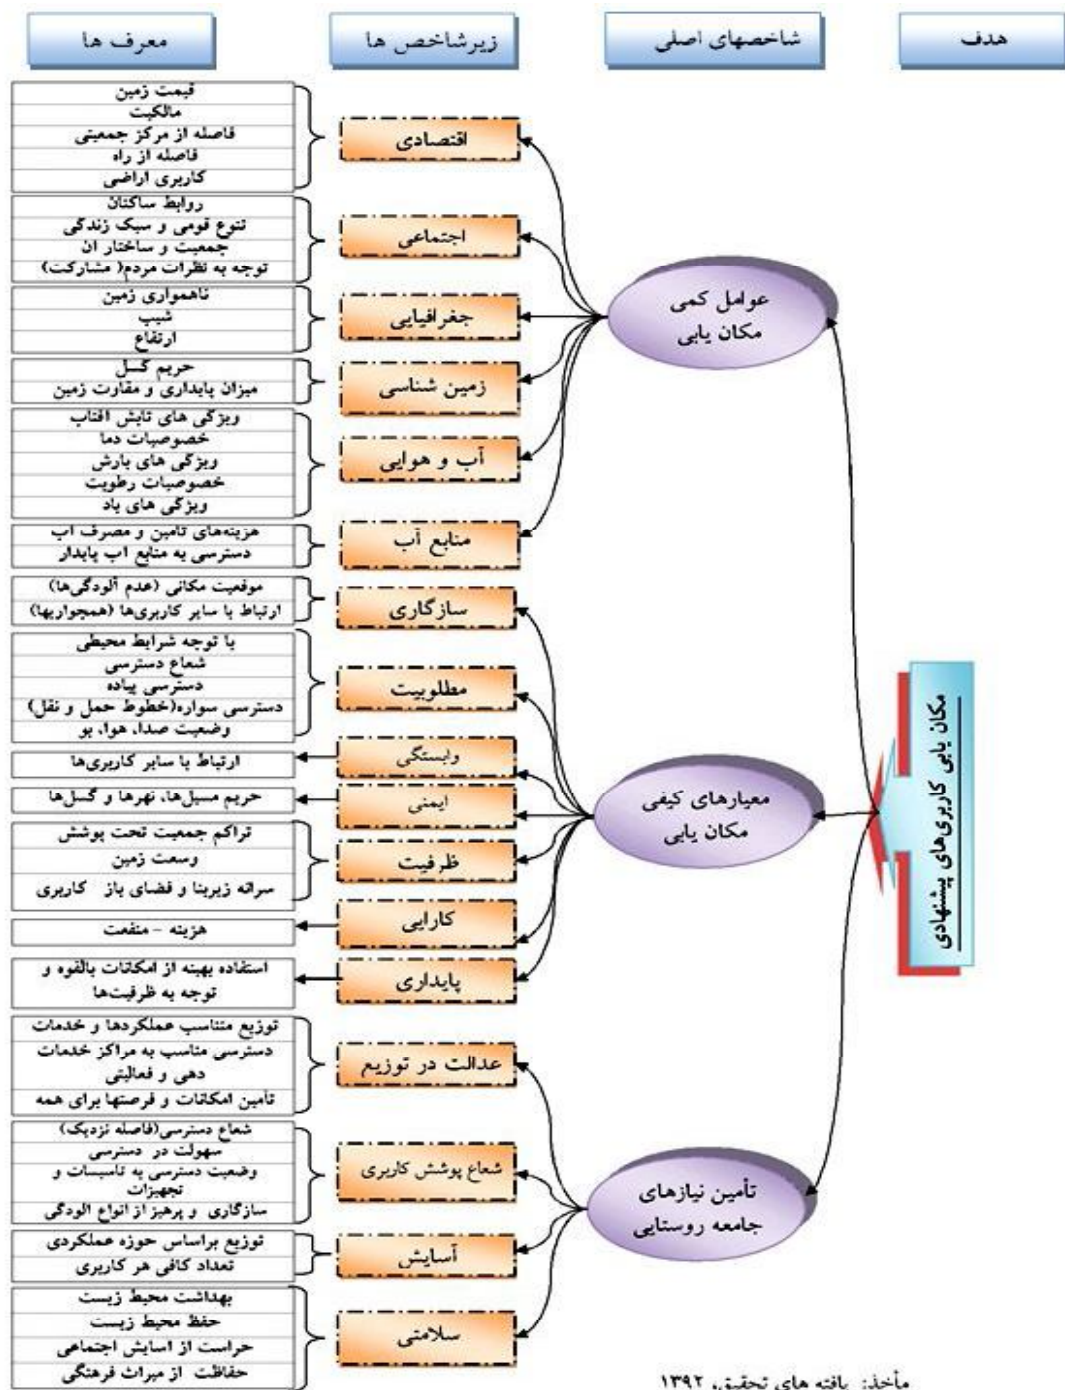 هدف
شاخصهای اصلی
زیرشاخص ها
معرف ها
مکان یابی کاربری‌های پیشنهادی
عوامل کمی
مکان یابی
اقتصادی
قیمت زمین
مالکیت
فاصله از مرکز جمعیتی
فاصله از راه
کاربری اراضی
اجتماعی
روابط ساکنان
تنوع قومی و سبک زندگی
جمعیت و ساختار ان
توجه به نظرات مردم( مشارکت)
جغرافیایی
ناهمواری زمین
شیب
ارتفاع
زمین شناسی
حریم گسل
میزان پایداری و مقاوت زمین
آب و هوایی
ویژگی های تابش افتاب
خصوصیات دما
ویژگی های بارش
خصوصیات رطوبت
ویژگی های باد
منابع آب
هزینه‌های تامین و مصرف اب
دسترسی به منابع اب پایدار
معیارهای کیفی
مکان یابی
سازگاری
موقعیت مکانی (عدم آلودگی‌ها)
ارتباط با سایر کاربری‌ها (همجواریها)
مطلوبیت
با توجه شرایط محیطی
شعاع دسترسی
دسترسی پیاده
دسترسی سواره(خطوط حمل و نقل)
وضعیت صدا، هوا، بو
وابستگی
ارتباط با سایر کاربری‌ها
ایمنی
حریم مسیل‌ها، نهرها و گسل‌ها
ظرفیت
تراکم جمعیت تحت پوشش
وسعت زمین
سرانه زیربنا و فضای باز کاربری
کارایی
هزینه – منفعت
پایداری
استفاده بهینه از امکانات بالقوه و
توجه به ظرفیت‌ها
تأمین نیازهای
جامعه روستایی
عدالت در توزیع
توزیع متناسب عملکردها و خدمات
دسترسی مناسب به مراکز خدمات
دهی و فعالیتی
تأمین امکانات و فرصتها برای همه
شعاع پوشش کاربری
شعاع دسترسی(فاصله نزدیک)
سهولت در دسترسی
وضعیت دسترسی به تاسیسات و
تجهیزات
سازگاری و پرهیز از انواع الودگی
آسایش
توزیع براساس حوزه عملکردی
تعداد کافی هر کاربری
سلامتی
بهداشت محیط زیست
حفظ محیط زیست
حراست از اسایش اجتماعی
حفاظت از میراث فرهنگی
مأخذ: یافته های تحقیق، ۱۳۹۲